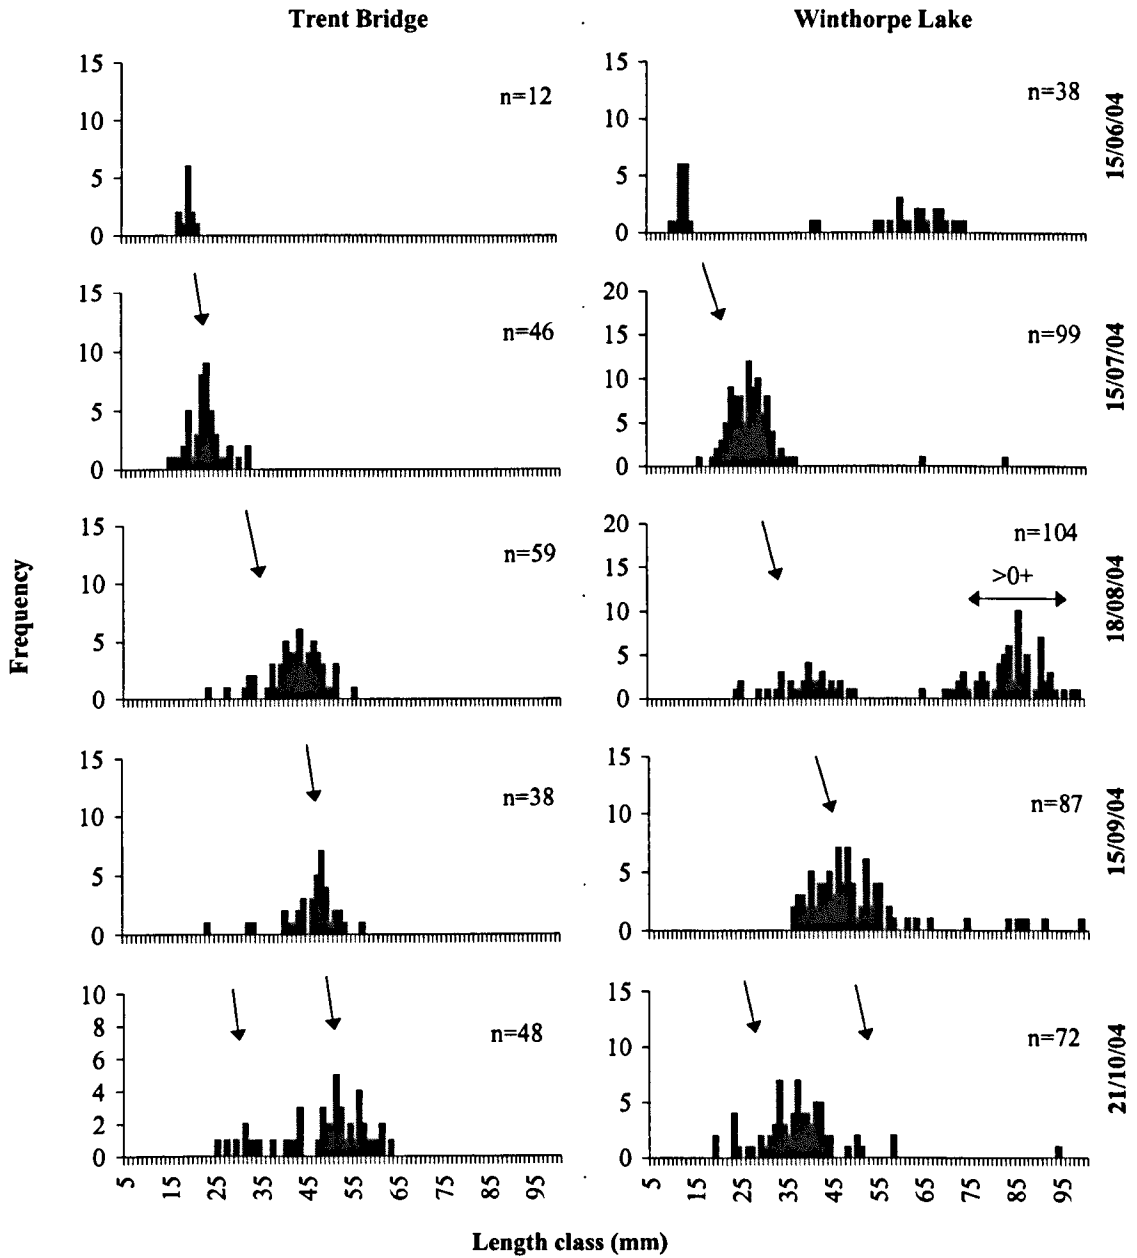 Trent Bridge Winthorpe Lake
15 10 5 0 n=12
15 10 5 0 n=38 15/06/04
15 10 5 0 n=46
20 15 10 5 0 n=99 15/07/04
15 10 5 0 n=59
20 15 10 5 0 n=104 >0+ 18/08/04
Frequency
15 10 5 0 n=38
15 10 5 0 n=87 15/09/04
10 8 6 4 2 0 n=48
15 10 5 0 n=72 21/10/04
5 15 25 35 45 55 65 75 85 95
5 15 25 35 45 55 65 75 85 95
Length class (mm)